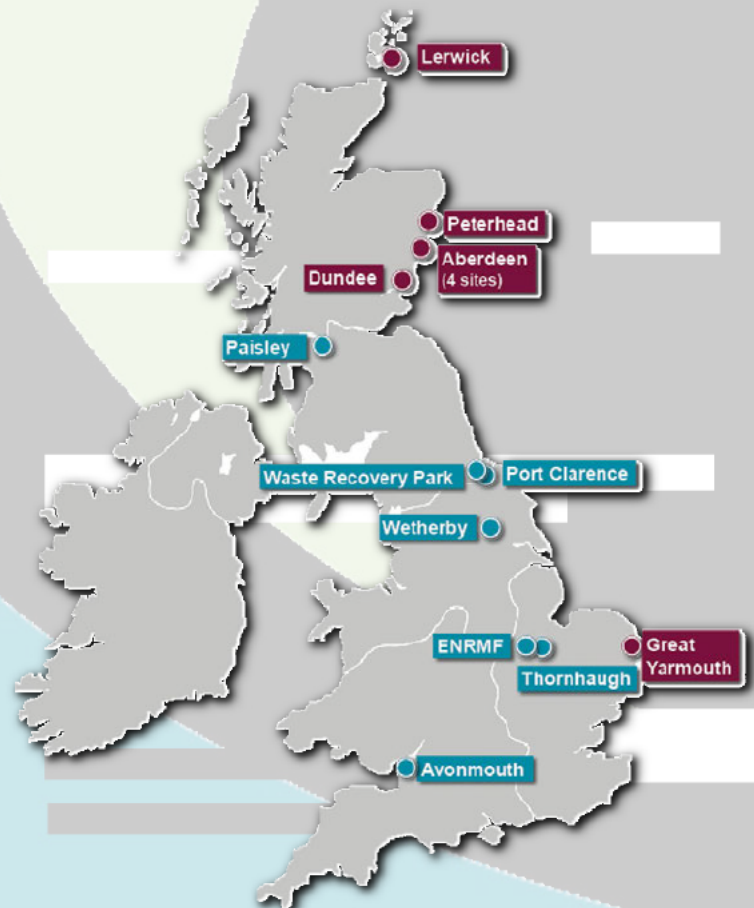 Lerwick
Peterhead
Aberdeen
(4 sites)
Dundee
Paisley
Waste Recovery Park
Port Clarence
Wetherby
ENRMF
Great
Yarmouth
Thornhaugh
Avonmouth